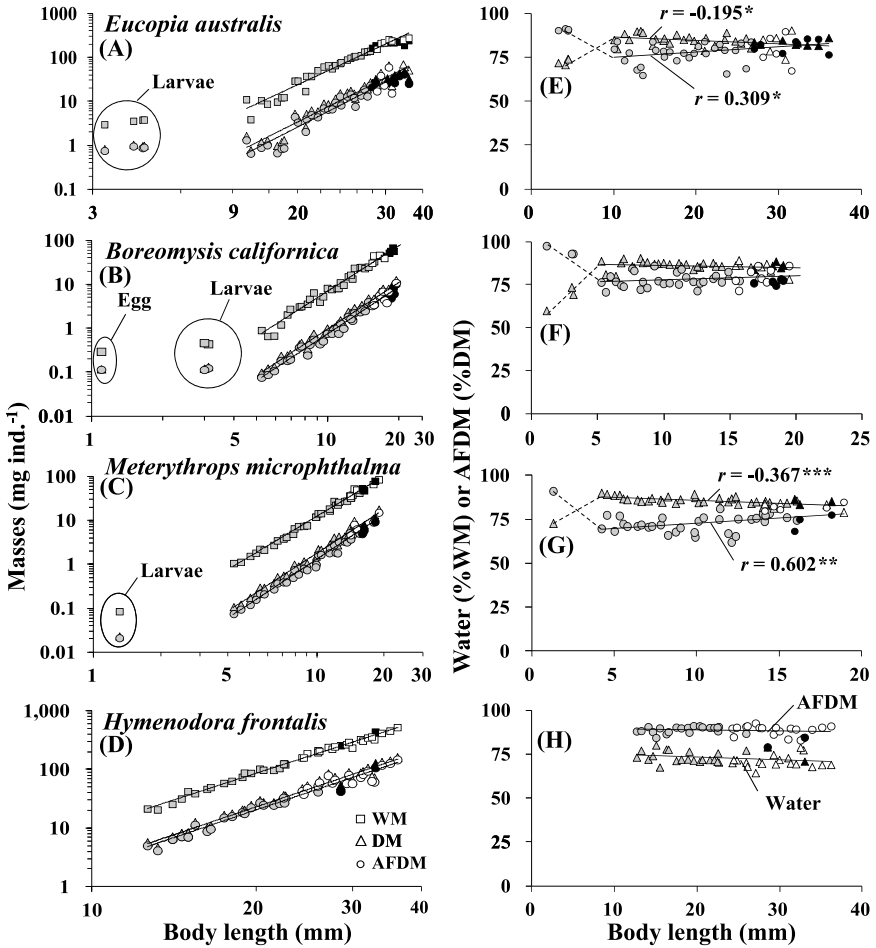 Eucopia australis
(A)
Larvae
1000
100
10
1
0.1
3
9
20
30
40
(E)
r = -0.195*
r = 0.309*
100
75
50
25
0
0
10
20
30
40
Boreomysis californica
(B)
Egg
Larvae
100
10
1
0.1
0.01
1
5
10
20
30
(F)
100
75
50
25
0
0
5
10
15
20
25
Meterythrops microphthalma
(C)
Larvae
100
10
1
0.1
0.01
1
5
10
20
30
(G)
r = -0.367***
r = 0.602**
100
75
50
25
0
0
5
10
15
20
Hymenodora frontalis
(D)
WM
DM
AFDM
1,000
100
10
1
10
20
30
40
Body length (mm)
Masses (mg ind.-1)
(H)
AFDM
Water
100
75
50
25
0
0
10
20
30
40
Body length (mm)
Water (%WM) or AFDM (%DM)